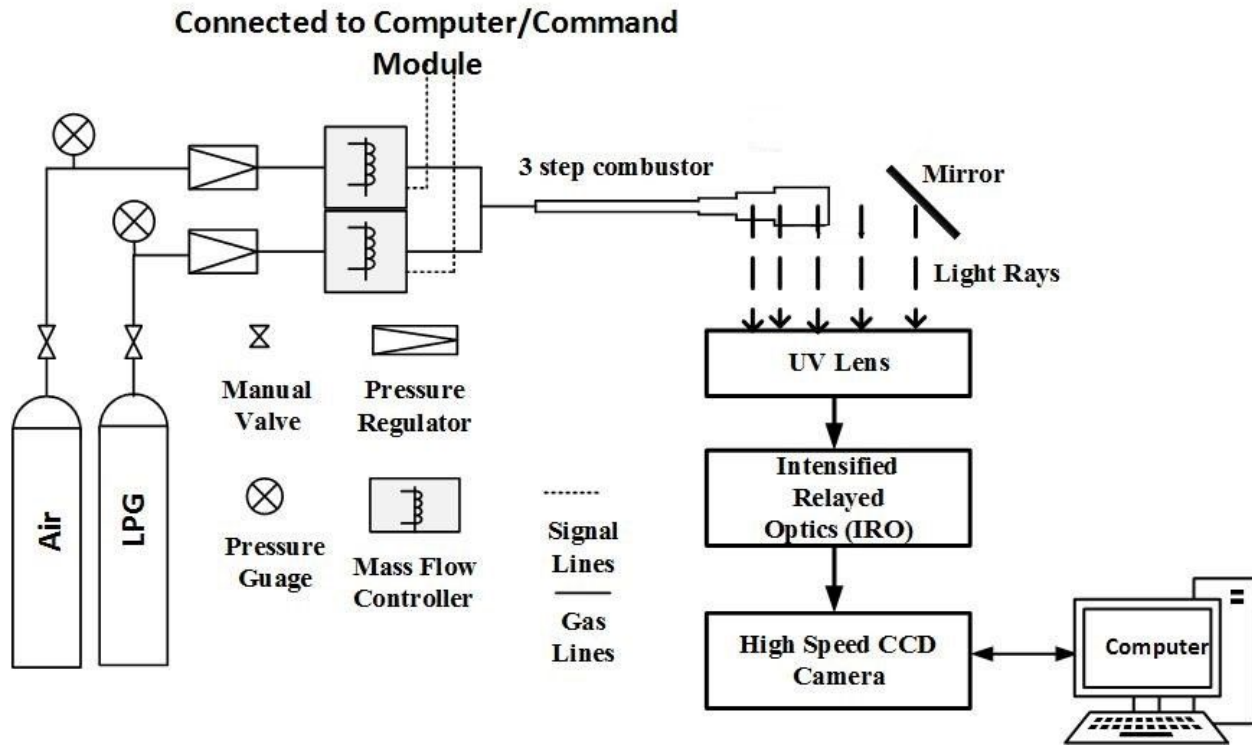 Connected to Computer/Command
Module
3 step combustor
Mirror
Light Rays
UV Lens
Manual
Valve
Pressure
Regulator
Air
LPG
Intensified
Relayed
Optics (IRO)
Pressure
Guage
Mass Flow
Controller
Signal
Lines
Gas
Lines
High Speed CCD
Camera
Computer